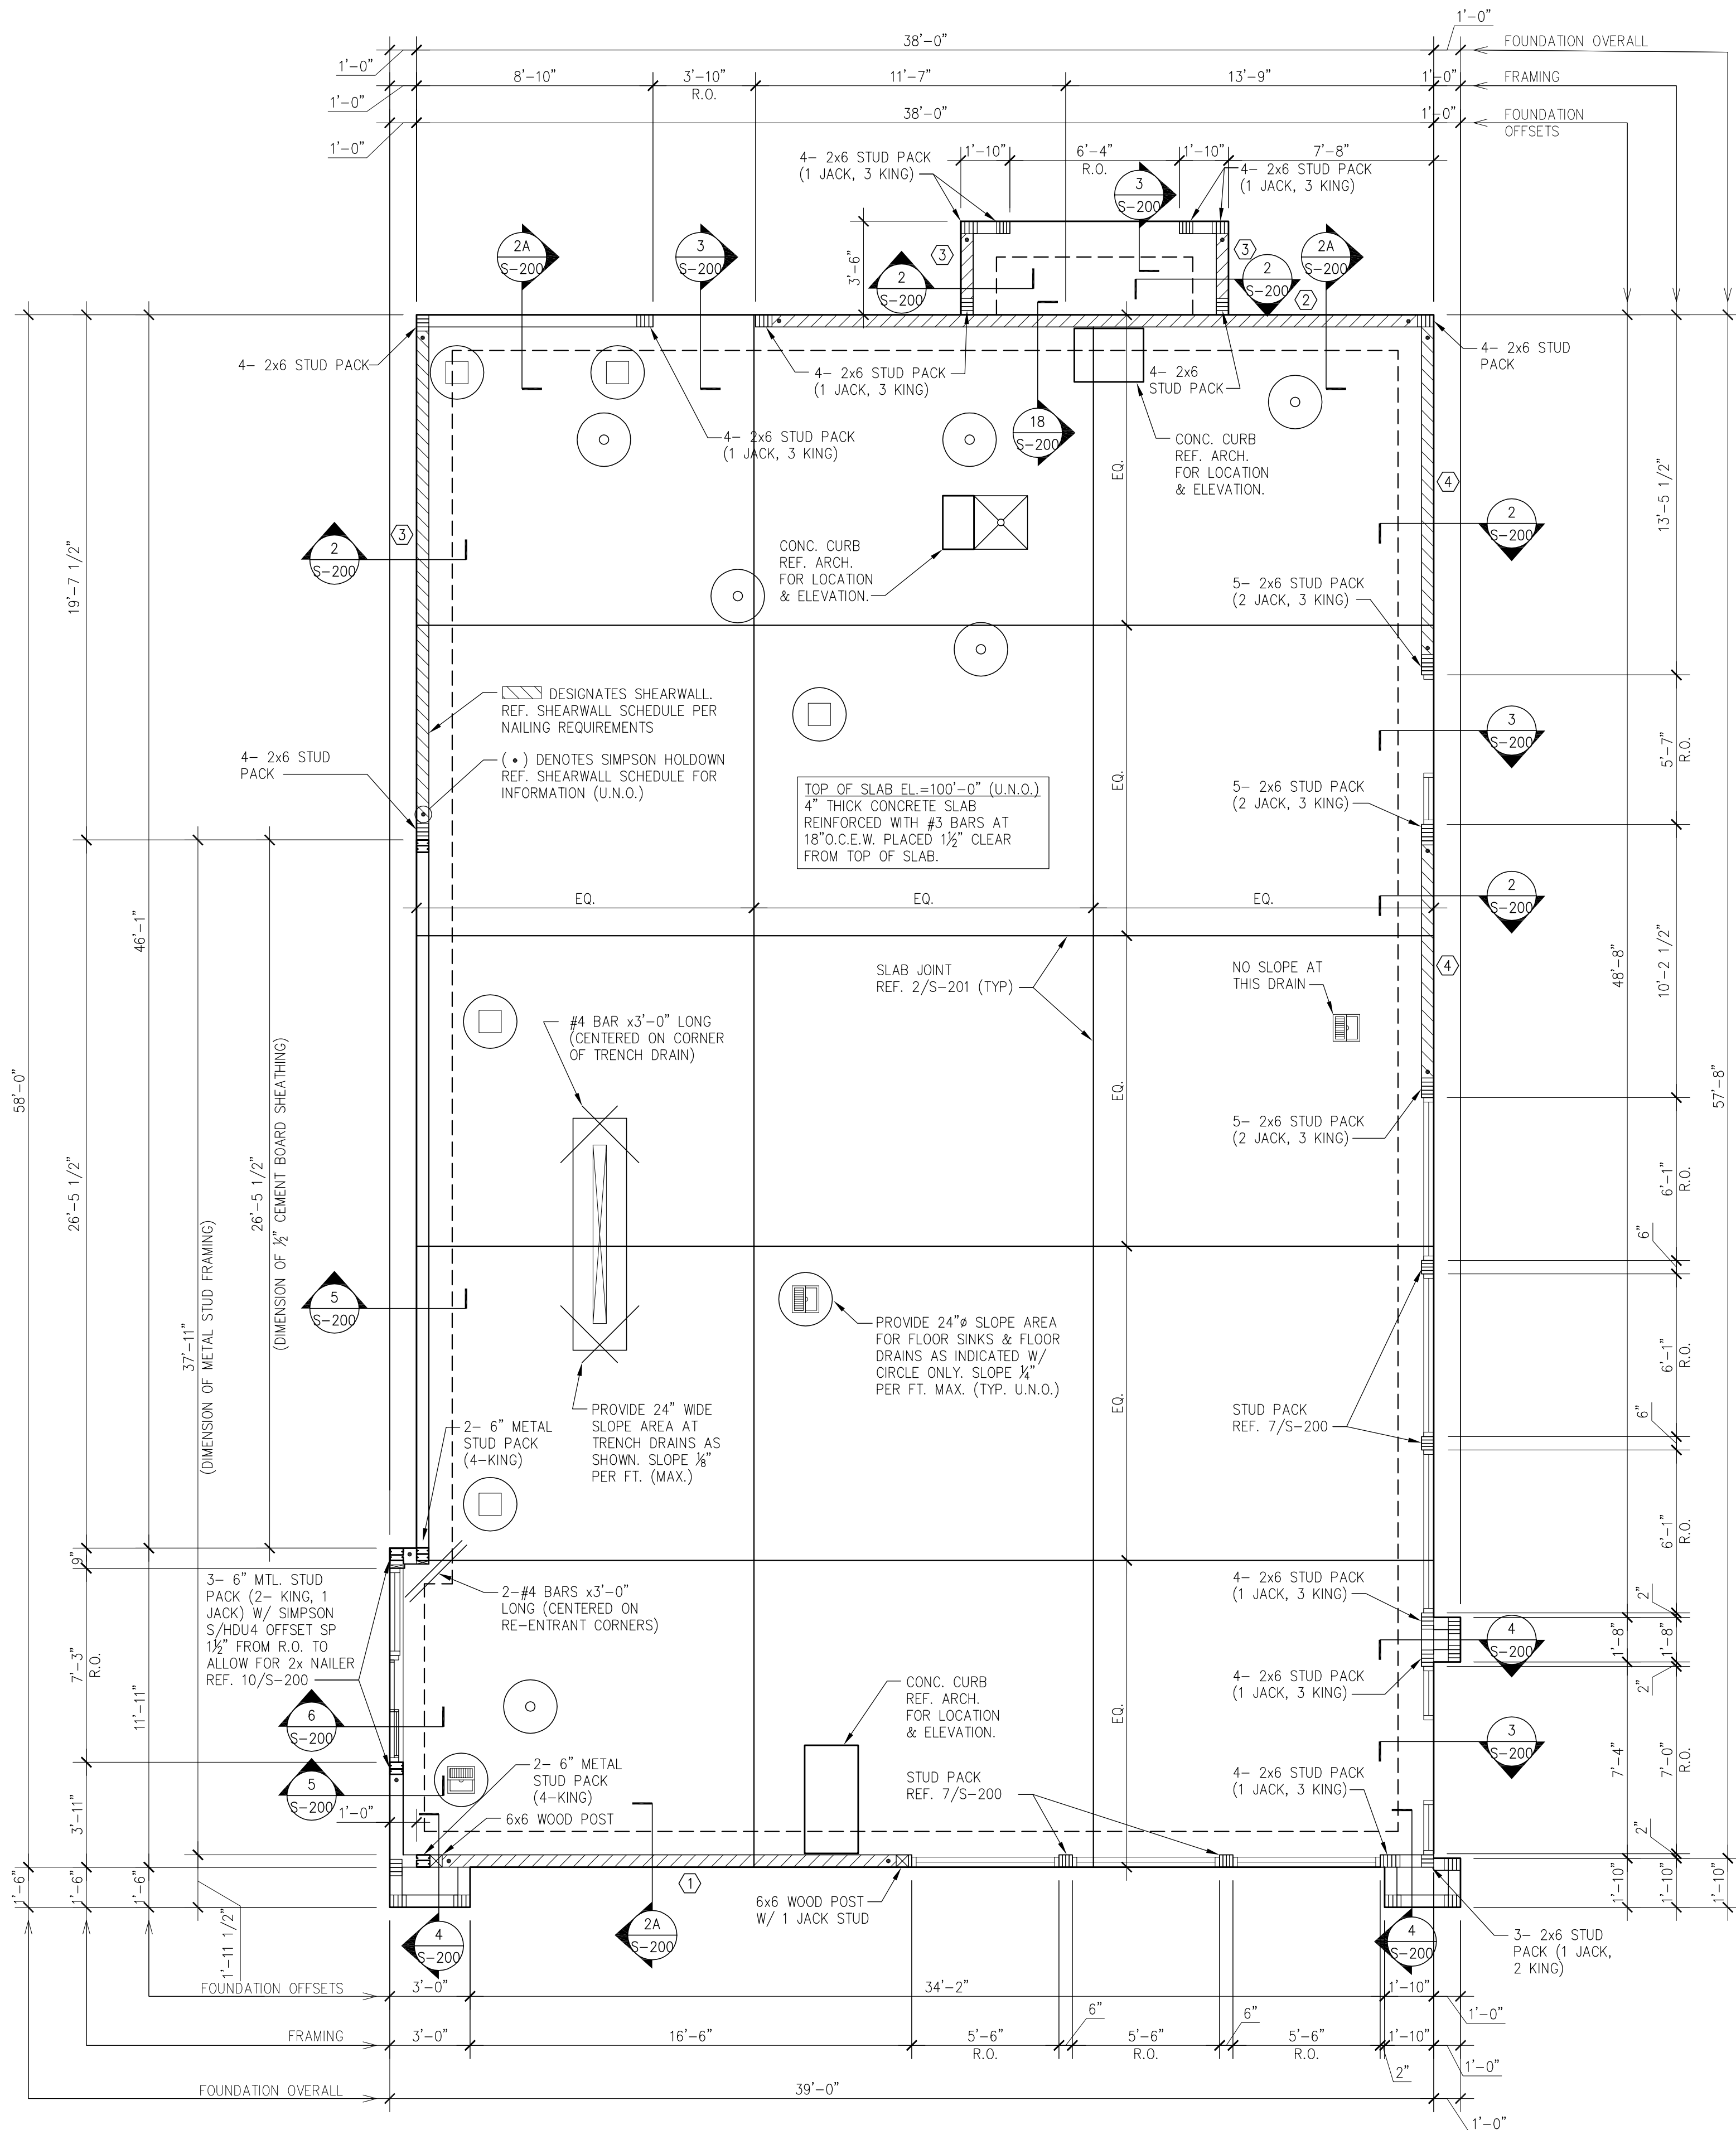 1'-0"
38'-0"
FOUNDATION OVERALL
1'-0"
8'-10"
3'-10"
R.O.
11'-7"
13'-9"
1'-0"
FRAMING
1'-0"
38'-0"
1'-0"
FOUNDATION
OFFSETS
1'-0"
4- 2x6 STUD PACK
(1 JACK, 3 KING)
1'-10"
6'-4"
R.O.
1'-10"
7'-8"
4- 2x6 STUD PACK
(1 JACK, 3 KING)
3
S-200
2A
S-200
3
S-200
3'-6"
3
2
S-200
3
2
S-200
2
2A
S-200
4- 2x6 STUD PACK
4- 2x6 STUD PACK
(1 JACK, 3 KING)
4- 2x6
STUD PACK
4- 2x6 STUD
PACK
4- 2x6 STUD PACK
(1 JACK, 3 KING)
18
S-200
CONC. CURB
REF. ARCH.
FOR LOCATION
& ELEVATION.
EQ.
4
13'-5 1/2"
2
S-200
3
2
S-200
CONC. CURB
REF. ARCH.
FOR LOCATION
& ELEVATION.
19'-7 1/2"
5- 2x6 STUD PACK
(2 JACK, 3 KING)
DESIGNATES SHEARWALL.
REF. SHEARWALL SCHEDULE PER
NAILING REQUIREMENTS
3
S-200
5'-7"
R.O.
4- 2x6 STUD
PACK
(•) DENOTES SIMPSON HOLDOWN
REF. SHEARWALL SCHEDULE FOR
INFORMATION (U.N.O.)
TOP OF SLAB EL.=100'-0" (U.N.O.)
4" THICK CONCRETE SLAB
REINFORCED WITH #3 BARS AT
18"O.C.E.W. PLACED 1½" CLEAR
FROM TOP OF SLAB.
EQ.
5- 2x6 STUD PACK
(2 JACK, 3 KING)
EQ.
EQ.
EQ.
2
S-200
46'-1"
SLAB JOINT
REF. 2/S-201 (TYP)
NO SLOPE AT
THIS DRAIN
4
48'-8"
10'-2 1/2"
58'-0"
57'-8"
#4 BAR x3'-0" LONG
(CENTERED ON CORNER
OF TRENCH DRAIN)
EQ.
5- 2x6 STUD PACK
(2 JACK, 3 KING)
26'-5 1/2"
26'-5 1/2"
(DIMENSION OF ½" CEMENT BOARD SHEATHING)
6'-1"
R.O.
6"
5
S-200
37'-11"
(DIMENSION OF METAL STUD FRAMING)
PROVIDE 24"ø SLOPE AREA
FOR FLOOR SINKS & FLOOR
DRAINS AS INDICATED W/
CIRCLE ONLY. SLOPE ¼"
PER FT. MAX. (TYP. U.N.O.)
6'-1"
R.O.
EQ.
STUD PACK
REF. 7/S-200
6"
2- 6" METAL
STUD PACK
(4-KING)
PROVIDE 24" WIDE
SLOPE AREA AT
TRENCH DRAINS AS
SHOWN. SLOPE ⅛"
PER FT. (MAX.)
6'-1"
R.O.
9"
3- 6" MTL. STUD
PACK (2- KING, 1
JACK) W/ SIMPSON
S/HDU4 OFFSET SP
1½" FROM R.O. TO
ALLOW FOR 2x NAILER
REF. 10/S-200
2-#4 BARS x3'-0"
LONG (CENTERED ON
RE-ENTRANT CORNERS)
4- 2x6 STUD PACK
(1 JACK, 3 KING)
2"
4
S-200
1'-8"
1'-8"
7'-3"
R.O.
11'-11"
4- 2x6 STUD PACK
(1 JACK, 3 KING)
2"
6
S-200
CONC. CURB
REF. ARCH.
FOR LOCATION
& ELEVATION.
EQ.
3
S-200
5
S-200
2- 6" METAL
STUD PACK
(4-KING)
STUD PACK
REF. 7/S-200
4- 2x6 STUD PACK
(1 JACK, 3 KING)
7'-4"
7'-0"
R.O.
3'-11"
1'-0"
6x6 WOOD POST
2"
1'-6"
1'-6"
1'-6"
1
6x6 WOOD POST
W/ 1 JACK STUD
1'-10"
1'-10"
1'-10"
1'-11 1/2"
4
S-200
2A
S-200
4
S-200
3- 2x6 STUD
PACK (1 JACK,
2 KING)
FOUNDATION OFFSETS
3'-0"
34'-2"
1'-10"
1'-0"
FRAMING
3'-0"
16'-6"
5'-6"
R.O.
6"
5'-6"
R.O.
6"
5'-6"
R.O.
2"
1'-10"
1'-0"
FOUNDATION OVERALL
39'-0"
1'-0"